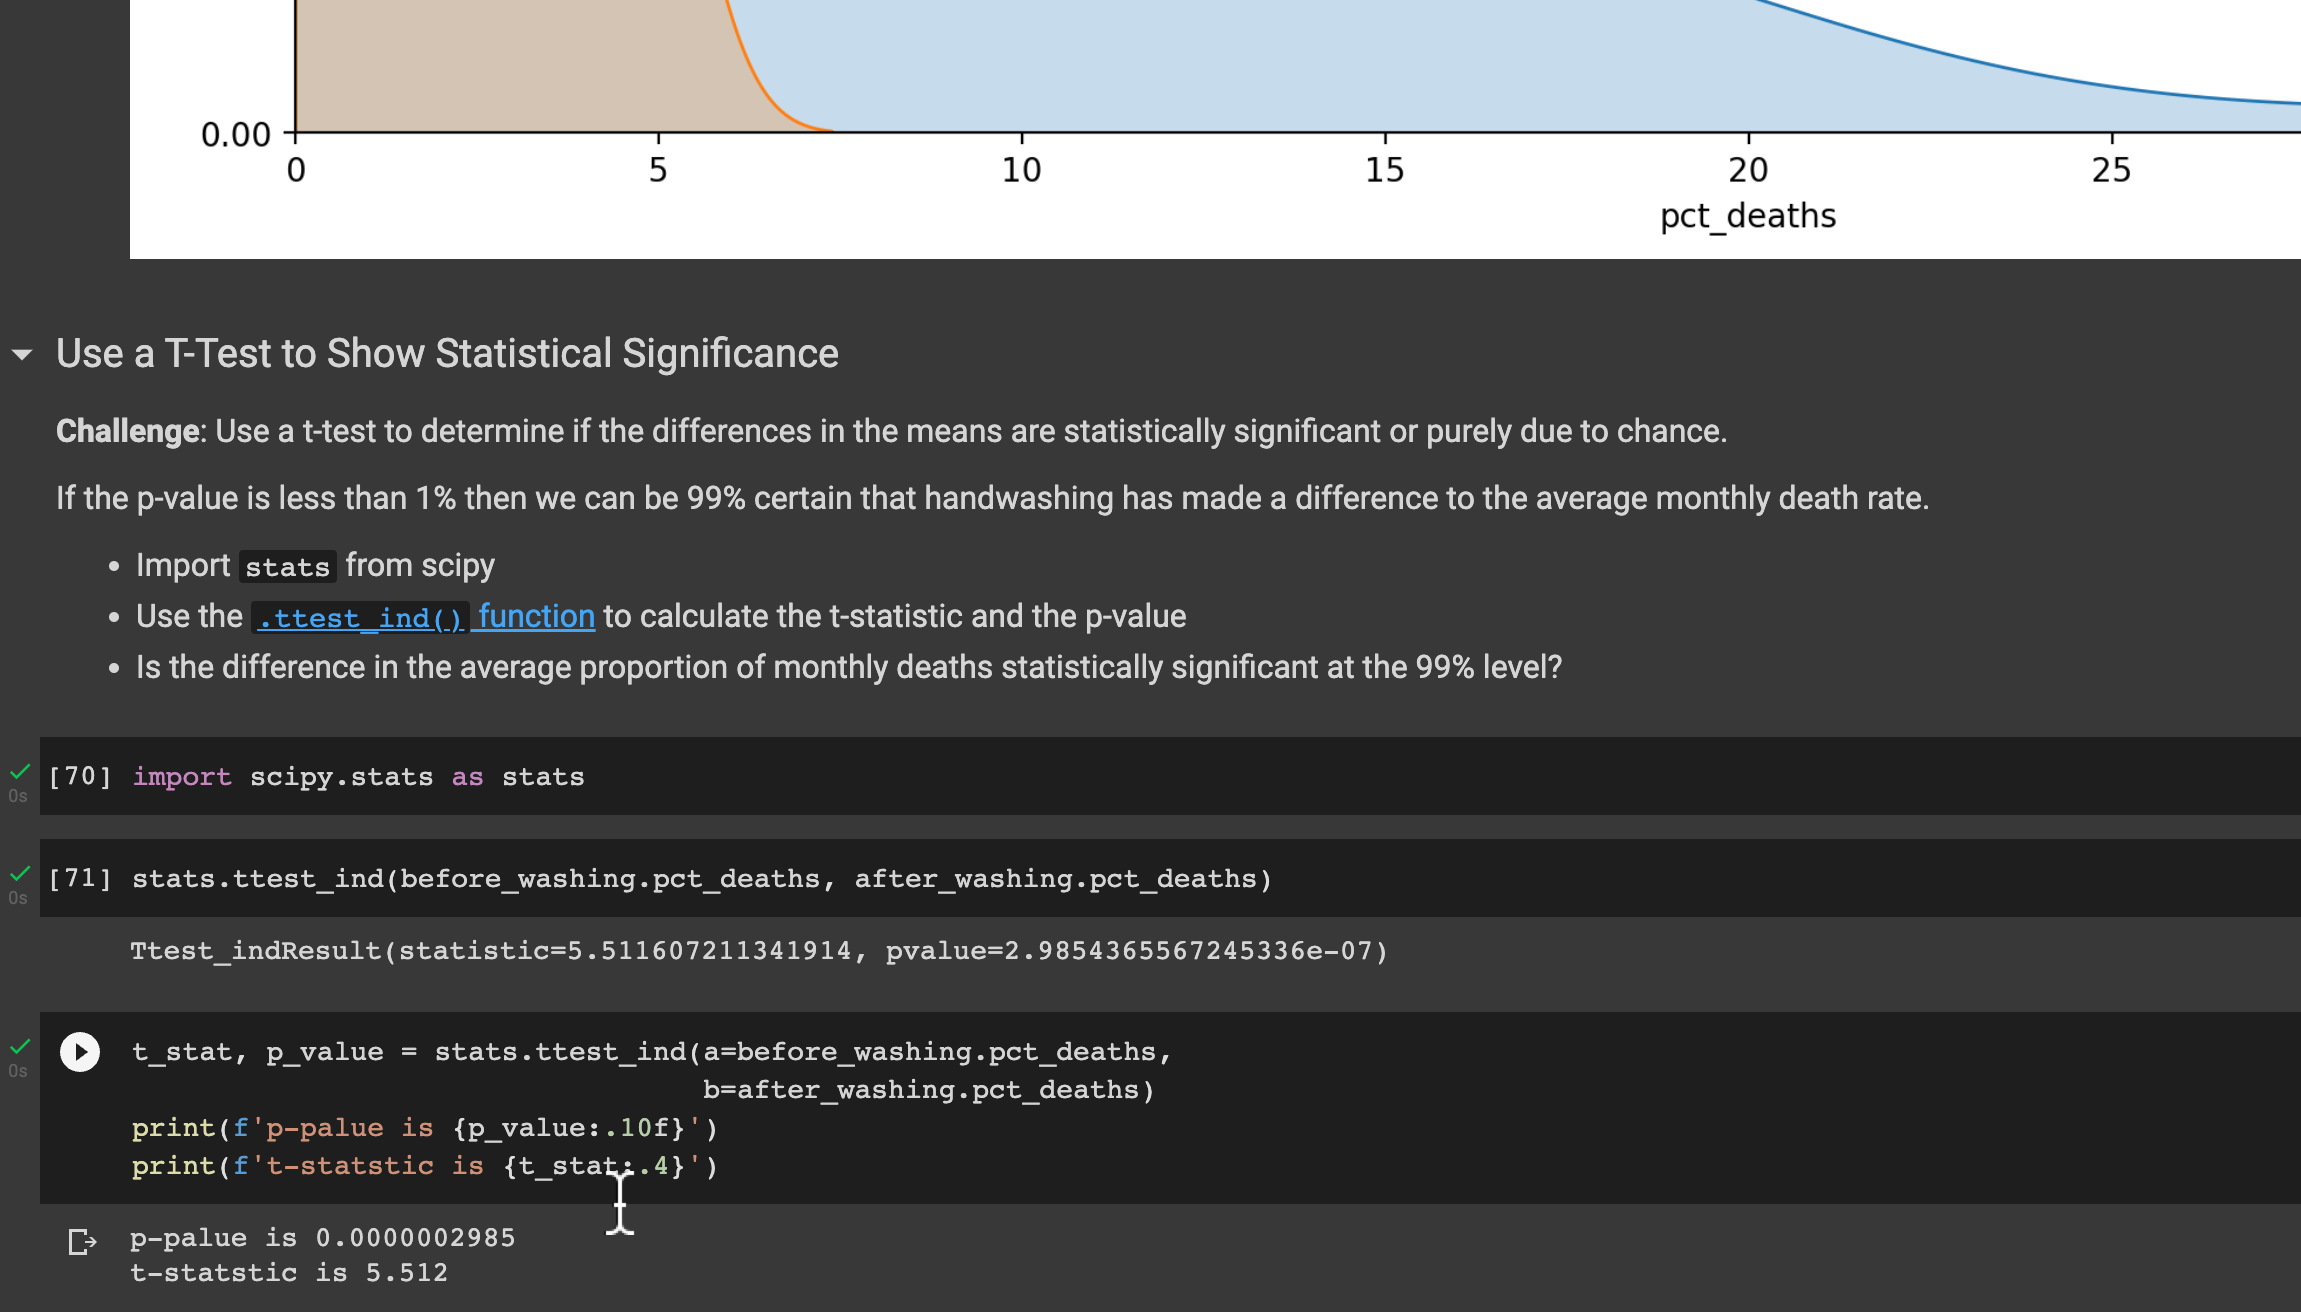 0.00
0 5 10 15 20 25
pct_deaths
Use a T-Test to Show Statistical Significance
Challenge: Use a t-test to determine if the differences in the means are statistically significant or purely due to chance.
If the p-value is less than 1% then we can be 99% certain that handwashing has made a difference to the average monthly death rate.
• Import stats from scipy
• Use the .ttest_ind() function to calculate the t-statistic and the p-value
• Is the difference in the average proportion of monthly deaths statistically significant at the 99% level?
[70] import scipy.stats as stats
0s
[71] stats.ttest_ind(before_washing.pct_deaths, after_washing.pct_deaths)
0s
Ttest_indResult(statistic=5.511607211341914, pvalue=2.9854365567245336e-07)
t_stat, p_value = stats.ttest_ind(a=before_washing.pct_deaths,
0s
b=after_washing.pct_deaths)
print(f'p-palue is {p_value:.10f}')
print(f't-statstic is {t_stat:.4}')
p-palue is 0.0000002985
t-statstic is 5.512